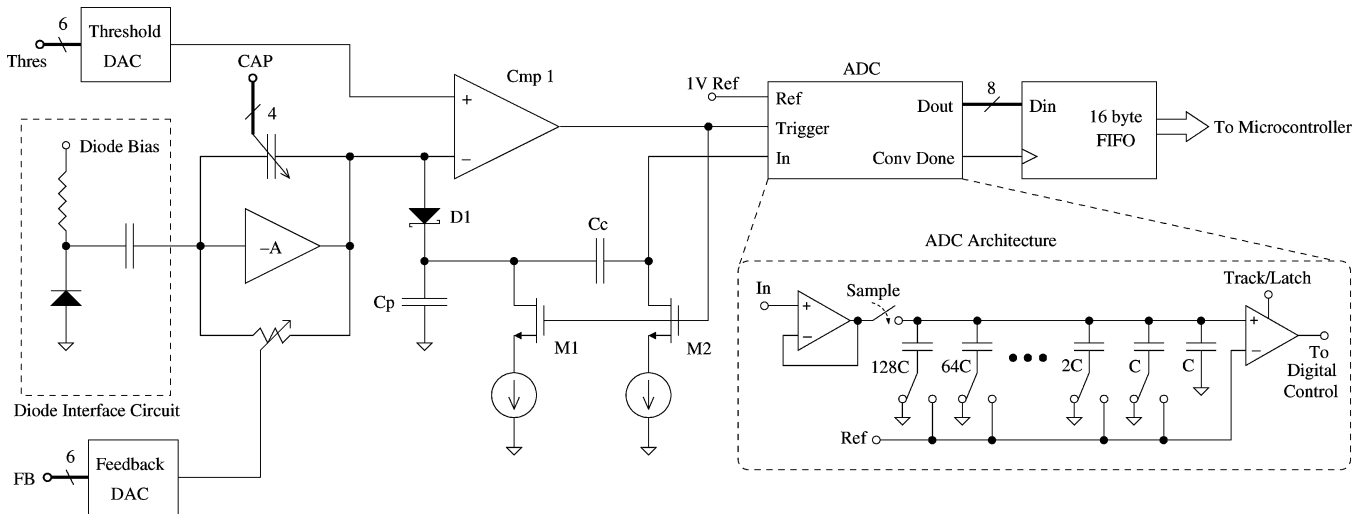 Thres
6
Threshold
DAC
CAP
4
Cmp 1
+
−
1V Ref
ADC
Ref
Trigger
In
Dout
Conv Done
8
Din
16 byte
FIFO
To Microcontroller
Diode Bias
−A
Diode Interface Circuit
D1
Cp
Cc
M1
M2
FB
6
Feedback
DAC
ADC Architecture
In
+
−
Sample
128C
64C
2C
C
C
Ref
Track/Latch
+
−
To
Digital
Control